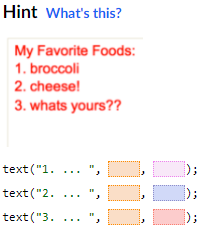 Hint What's this?
My Favorite Foods:
1. broccoli
2. cheese!
3. whats yours??
text("1. ... ", , );
text("2. ... ", , );
text("3. ... ", , );